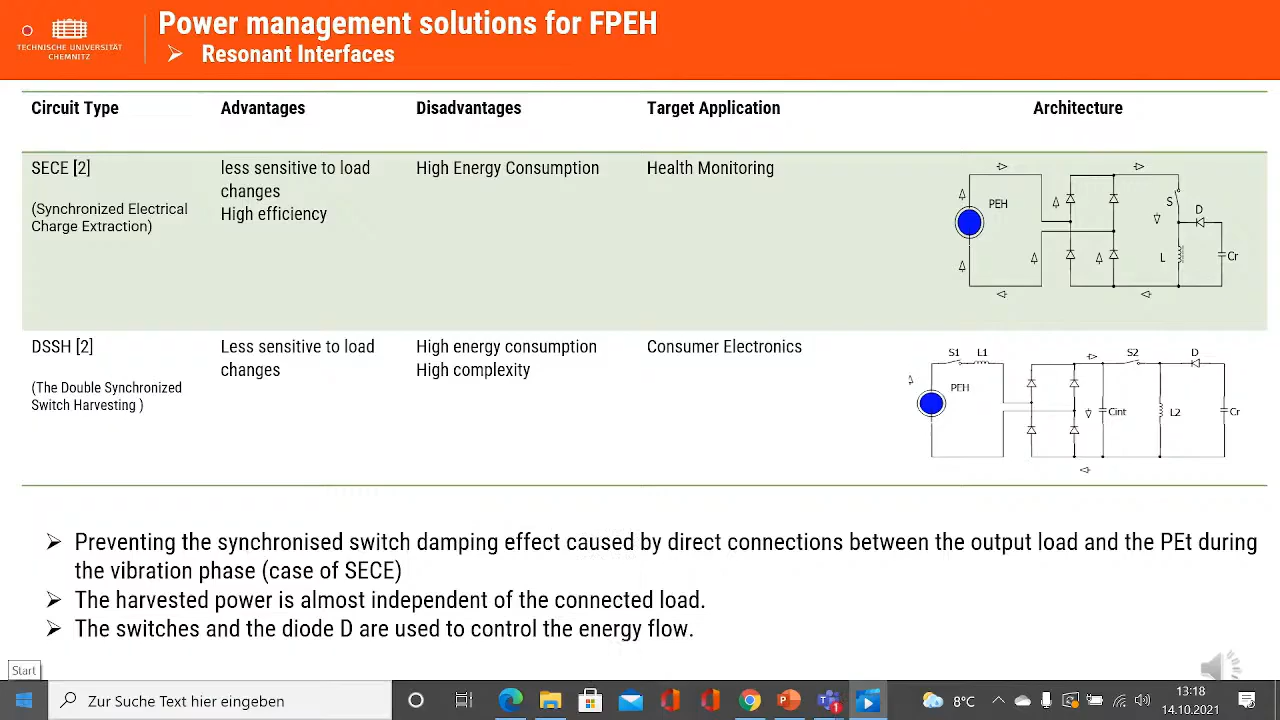 TECHNISCHE UNIVERSITÄT
CHEMNITZ
Power management solutions for FPEH
Resonant Interfaces
Circuit Type Advantages Disadvantages Target Application Architecture
SECE [2]
(Synchronized Electrical
Charge Extraction)
less sensitive to load
changes
High efficiency
High Energy Consumption
Health Monitoring
PEH
S
D
L
Cr
DSSH [2]
(The Double Synchronized
Switch Harvesting )
Less sensitive to load
changes
High energy consumption
High complexity
Consumer Electronics
S1 L1
S2
D
PEH
Cint
L2
Cr
Preventing the synchronised switch damping effect caused by direct connections between the output load and the PEt during
the vibration phase (case of SECE)
The harvested power is almost independent of the connected load.
The switches and the diode D are used to control the energy flow.
Start
Zur Suche Text hier eingeben
1
8°C
13:18
14.10.2021